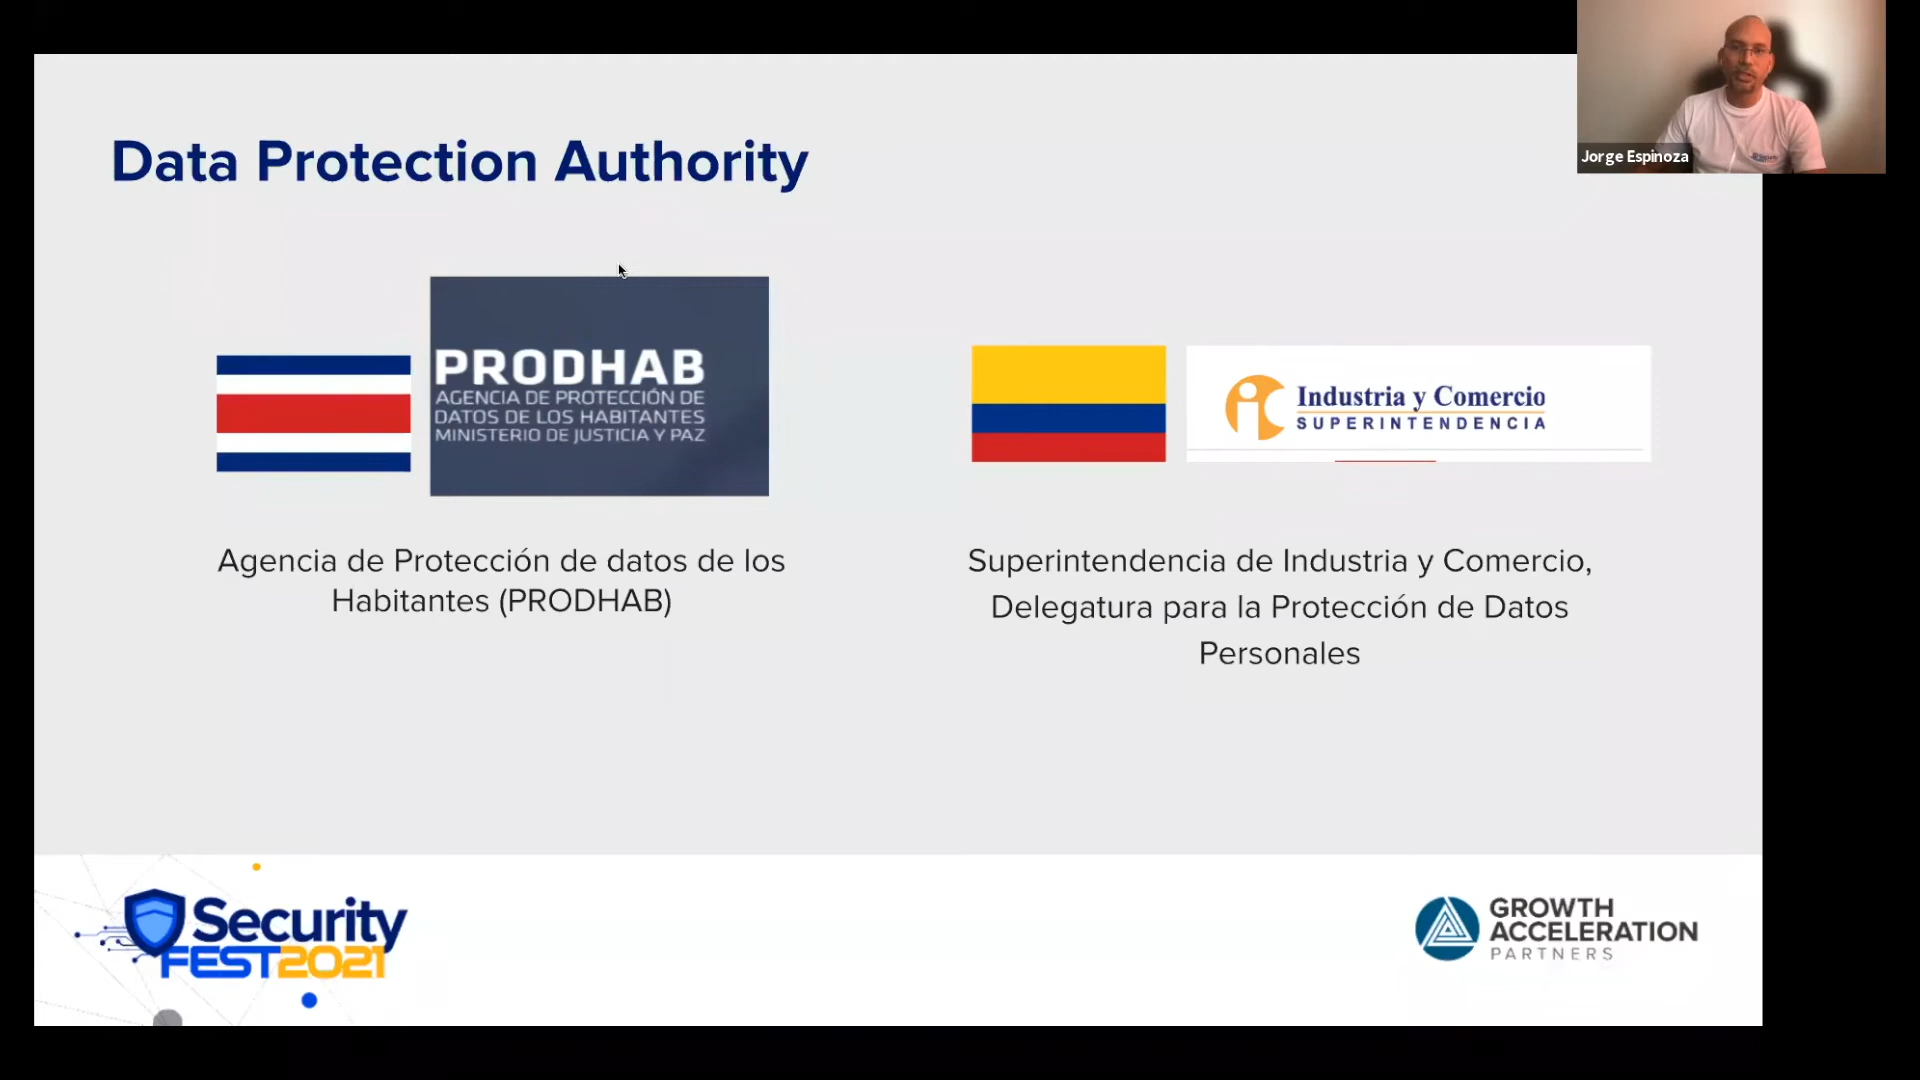 Jorge Espinoza
Data Protection Authority
PRODHAB
AGENCIA DE PROTECCIÓN DE
DATOS DE LOS HABITANTES
MINISTERIO DE JUSTICIA Y PAZ
Industria y Comercio
SUPERINTENDENCIA
Agencia de Protección de datos de los
Habitantes (PRODHAB)
Superintendencia de Industria y Comercio,
Delegatura para la Protección de Datos
Personales
Security
FEST2021
GROWTH
ACCELERATION
PARTNERS